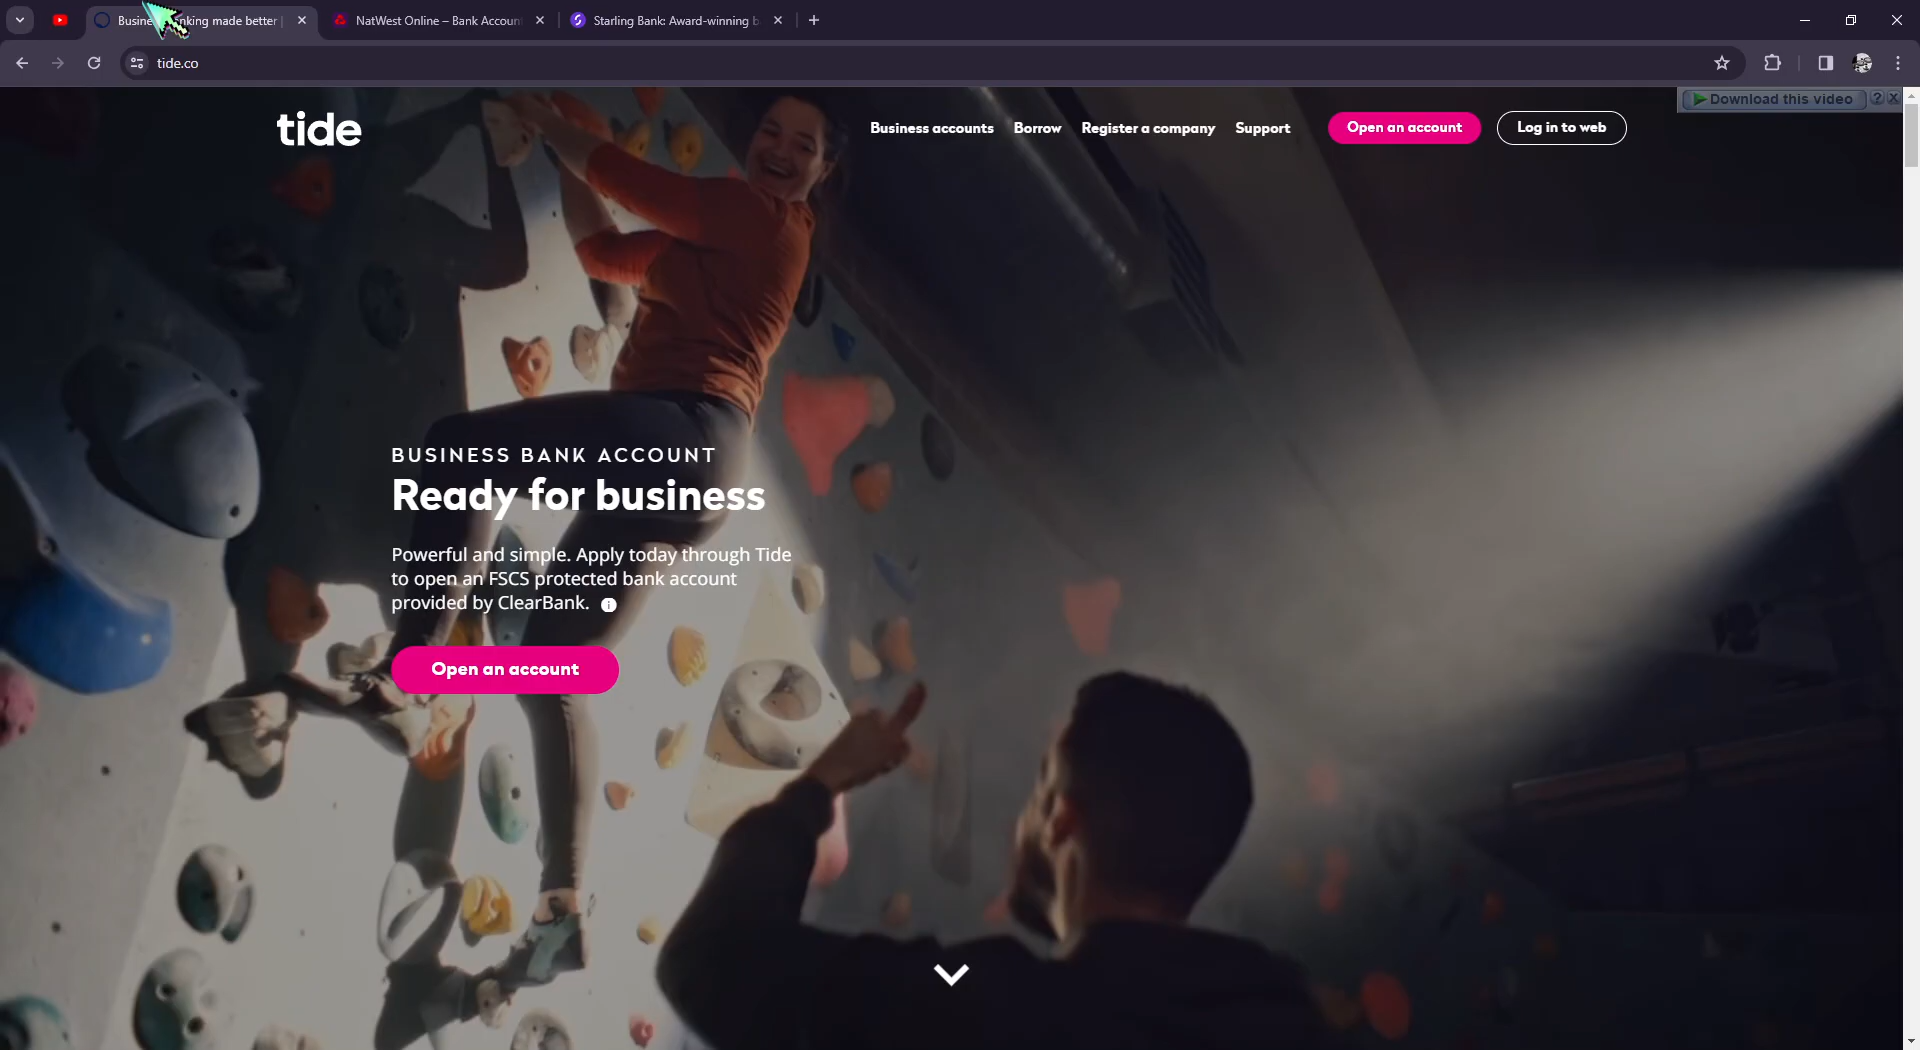 Busine nking made better |
NatWest Online – Bank Accoun
Starling Bank: Award-winning b
tide.co
Download this video
tide
Business accounts
Borrow
Register a company
Support
Open an account
Log in to web
BUSINESS BANK ACCOUNT
Ready for business
Powerful and simple. Apply today through Tide
to open an FSCS protected bank account
provided by ClearBank.
Open an account